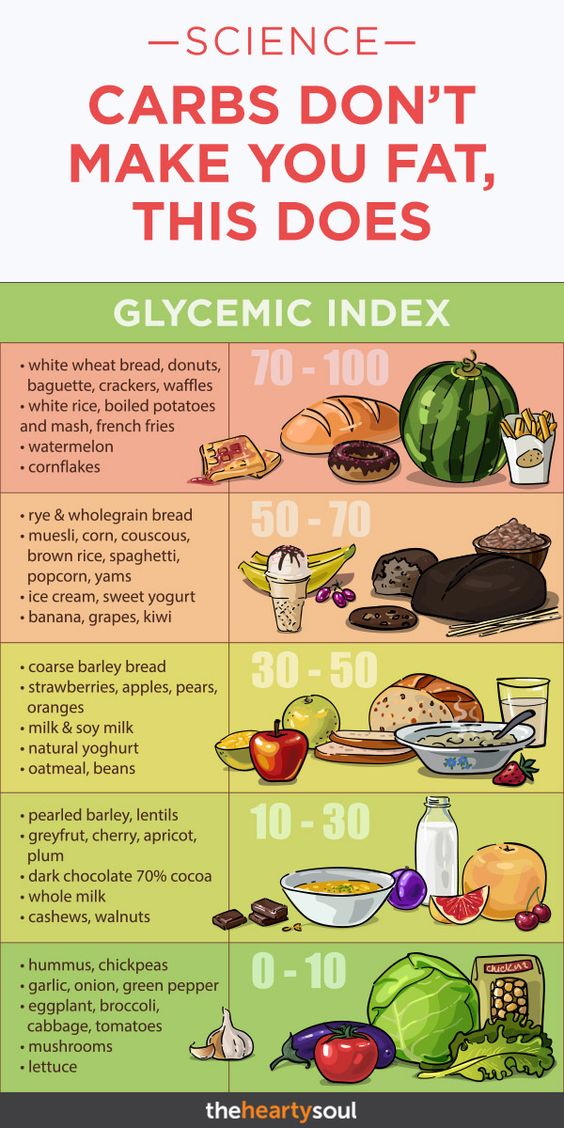 —SCIENCE—
CARBS DON'T
MAKE YOU FAT,
THIS DOES
GLYCEMIC INDEX
70 - 100
• white wheat bread, donuts,
baguette, crackers, waffles
• white rice, boiled potatoes
and mash, french fries
• watermelon
• cornflakes
50 - 70
• rye & wholegrain bread
• muesli, corn, couscous,
brown rice, spaghetti,
popcorn, yams
• ice cream, sweet yogurt
• banana, grapes, kiwi
30 - 50
• coarse barley bread
• strawberries, apples, pears,
oranges
• milk & soy milk
• natural yoghurt
• oatmeal, beans
10 - 30
• pearled barley, lentils
• greyfrut, cherry, apricot,
plum
• dark chocolate 70% cocoa
• whole milk
• cashews, walnuts
0 - 10
• hummus, chickpeas
• garlic, onion, green pepper
• eggplant, broccoli,
cabbage, tomatoes
• mushrooms
• lettuce
theheartysoul